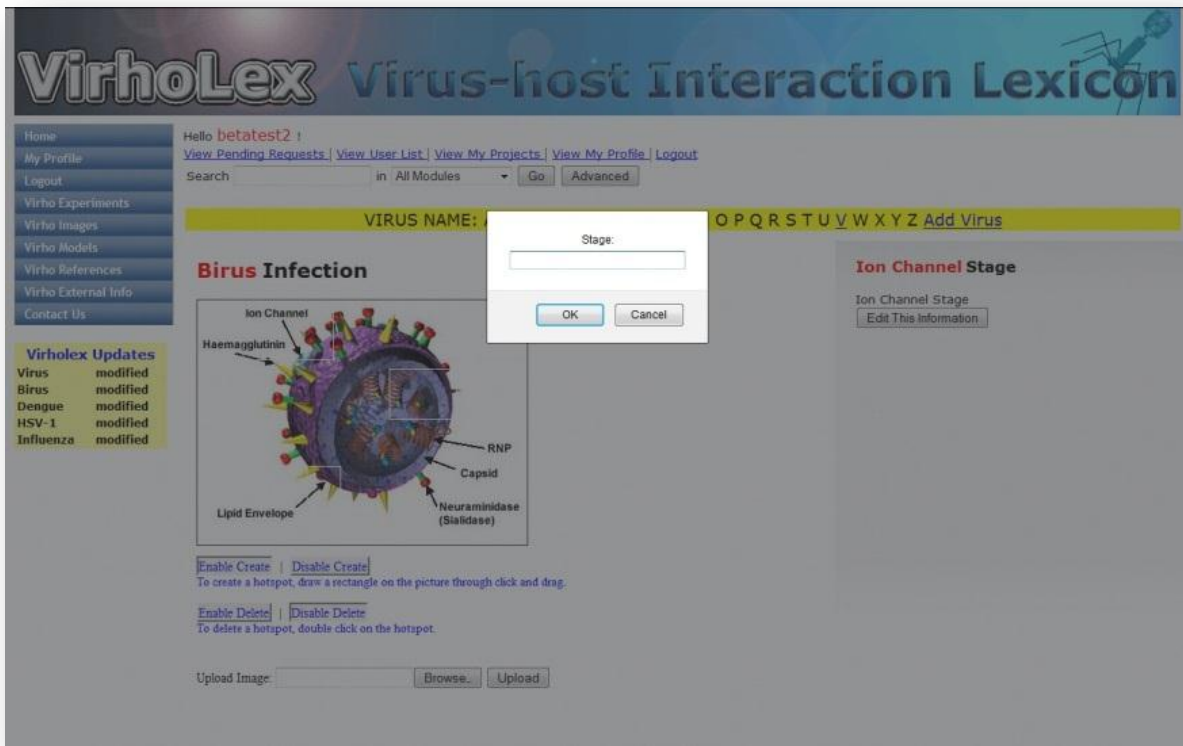 VirhoLex Virus-host Interaction Lexicon
Home
My Profile
Logout
Virho Experiments
Virho Images
Virho Models
Virho References
Virho External Info
Contact Us
Virholex Updates
Virus modified
Birus modified
Dengue modified
HSV-1 modified
Influenza modified
Hello betatest2 !
View Pending Requests | View User List | View My Projects | View My Profile | Logout
Search in All Modules Go Advanced
VIRUS NAME: O P Q R S T U V W X Y Z Add Virus
Stage:
OK Cancel
Birus Infection
Ion Channel
Haemagglutinin
RNP
Capsid
Neuraminidase
(Sialidase)
Lipid Envelope
Enable Create | Disable Create
To create a hotspot, draw a rectangle on the picture through click and drag.
Enable Delete | Disable Delete
To delete a hotspot, double click on the hotspot.
Upload Image: Browse.. Upload
Ion Channel Stage
Ion Channel Stage
Edit This Information